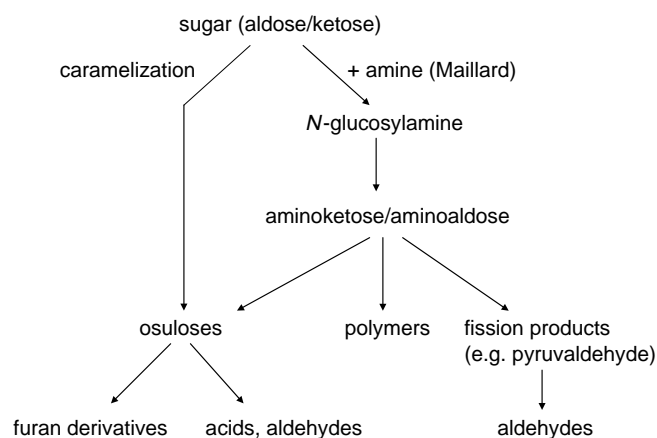 sugar (aldose/ketose)
caramelization
+ amine (Maillard)
N-glucosylamine
aminoketose/aminoaldose
osuloses
polymers
fission products
(e.g. pyruvaldehyde)
furan derivatives
acids, aldehydes
aldehydes